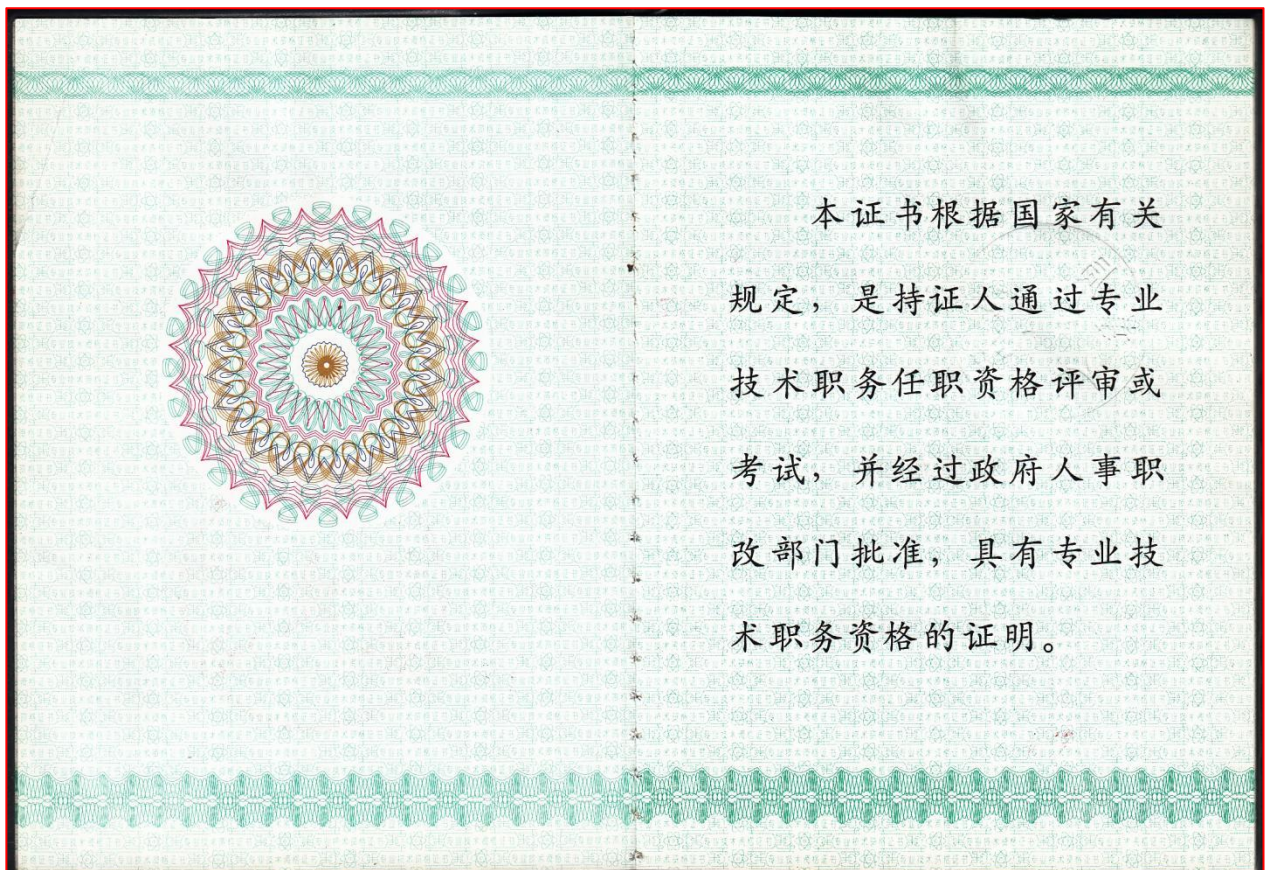 本证书根据国家有关
规定，是持证人通过专业
技术职务任职资格评审或
考试，并经过政府人事职
改部门批准，具有专业技
术职务资格的证明。